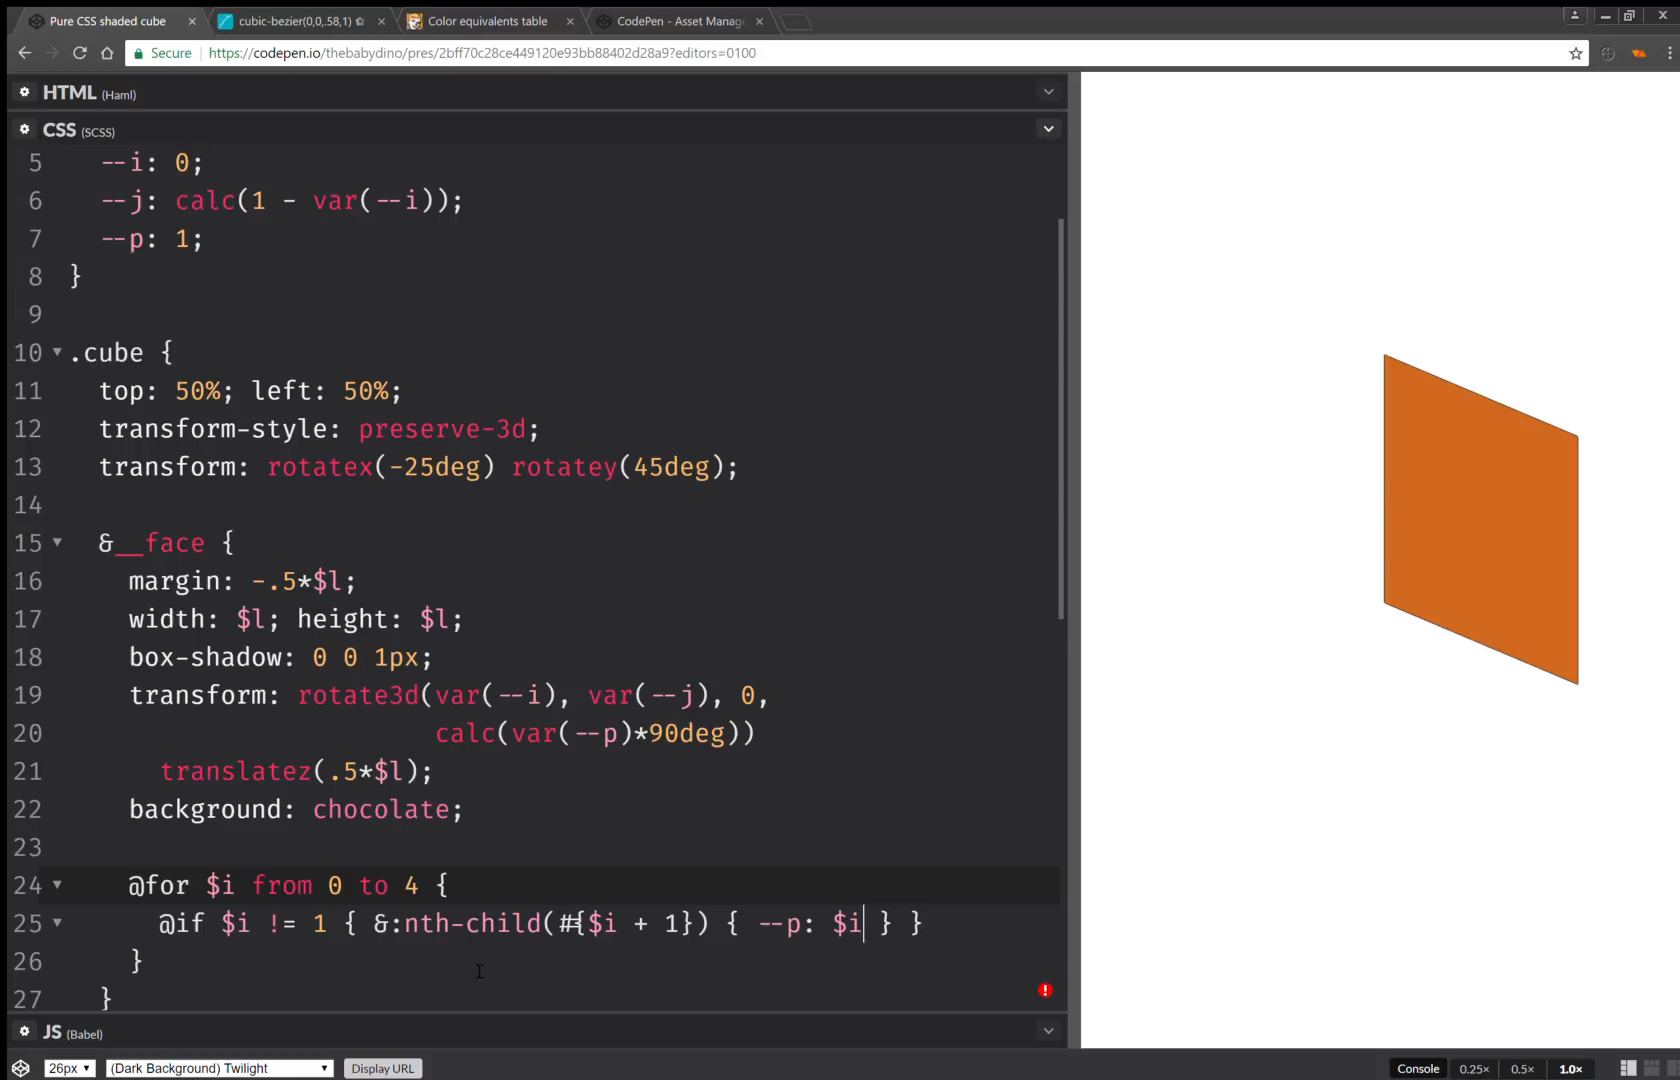 Pure CSS shaded cube
cubic-bezier(0,0,.58,1)
Color equivalents table
CodePen - Asset Manag
Secure https://codepen.io/thebabydino/pres/2bff70c28ce449120e93bb88402d28a9?editors=0100
HTML (Haml)
CSS (SCSS)
5 --i: 0;
6 --j: calc(1 - var(--i));
7 --p: 1;
8 }
9
10 .cube {
11 top: 50%; left: 50%;
12 transform-style: preserve-3d;
13 transform: rotatex(-25deg) rotatey(45deg);
14
15 &__face {
16 margin: -.5*$l;
17 width: $l; height: $l;
18 box-shadow: 0 0 1px;
19 transform: rotate3d(var(--i), var(--j), 0,
20 calc(var(--p)*90deg))
21 translatez(.5*$l);
22 background: chocolate;
23
24 @for $i from 0 to 4 {
25 @if $i != 1 { &:nth-child(#{$i + 1}) { --p: $i } }
26 }
27 }
JS (Babel)
26px
(Dark Background) Twilight
Display URL
Console
0.25×
0.5×
1.0×